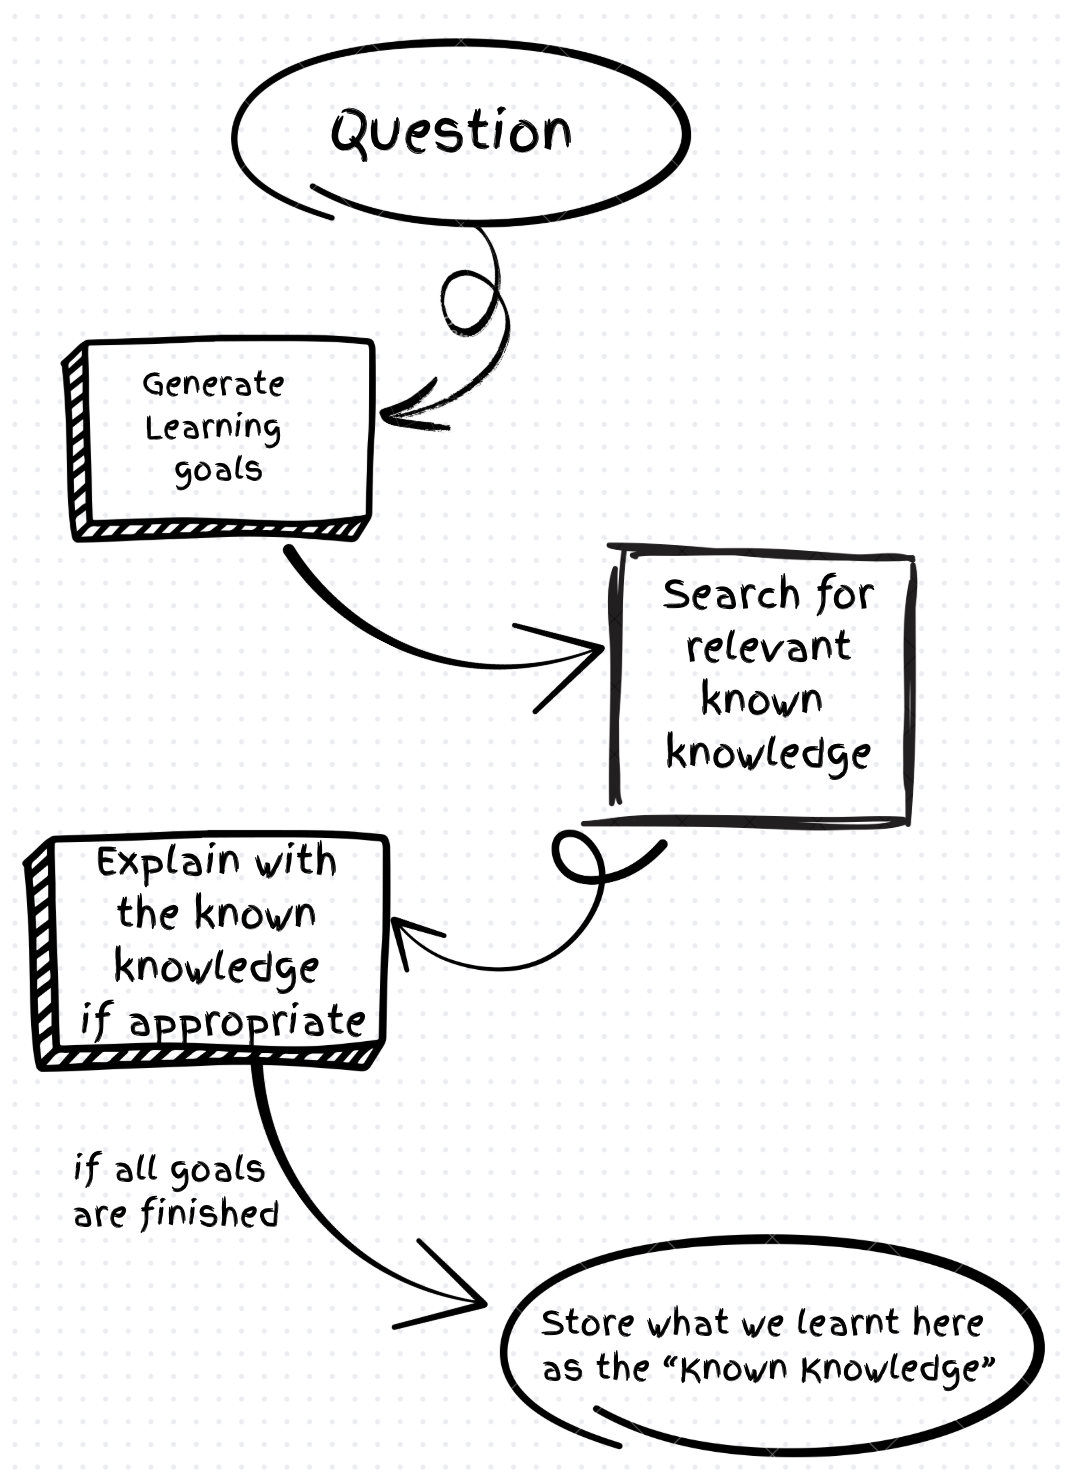 Question
Generate
Learning
goals
Search for
relevant
known
knowledge
Explain with
the known
knowledge
if appropriate
if all goals
are finished
Store what we learnt here
as the “Known Knowledge”